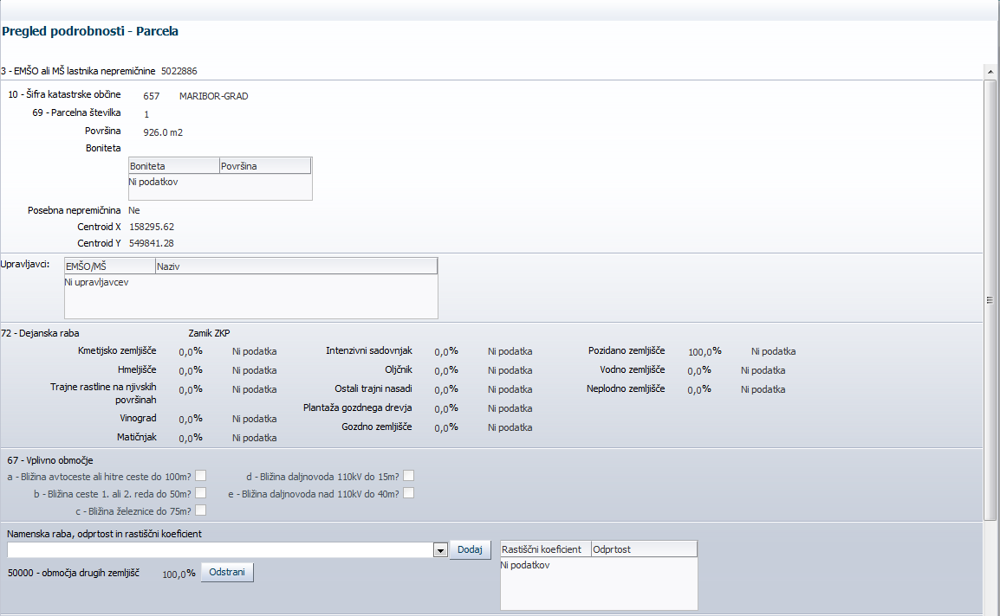 Pregled podrobnosti - Parcela
3 - EMŠO ali MŠ lastnika nepremičnine 5022886
10 - Šifra katastrske občine 657 MARIBOR-GRAD
69 - Parcelna številka 1
Površina 926.0 m2
Boniteta
Boniteta Površina
Ni podatkov
Posebna nepremičnina Ne
Centroid X 158295.62
Centroid Y 549841.28
Upravljavci: EMŠO/MŠ Naziv
Ni upravljavcev
72 - Dejanska raba Zamik ZKP
Kmetijsko zemljišče 0,0% Ni podatka Intenzivni sadovnjak 0,0% Ni podatka Pozidano zemljišče 100,0% Ni podatka
Hmeljišče 0,0% Ni podatka Oljčnik 0,0% Ni podatka Vodno zemljišče 0,0% Ni podatka
Trajne rastline na njivskih površinah 0,0% Ni podatka Ostali trajni nasadi 0,0% Ni podatka Neplodno zemljišče 0,0% Ni podatka
Plantaža gozdnega drevja 0,0% Ni podatka
Vinograd 0,0% Ni podatka Gozdno zemljišče 0,0% Ni podatka
Matičnjak 0,0% Ni podatka
67 - Vplivno območje
a - Bližina avtoceste ali hitre ceste do 100m? d - Bližina daljnovoda 110kV do 15m?
b - Bližina ceste 1. ali 2. reda do 50m? e - Bližina daljnovoda nad 110kV do 40m?
c - Bližina železnice do 75m?
Namenska raba, odprtost in rastiščni koeficient
Dodaj Rastiščni koeficient Odprtost
Ni podatkov
50000 - območja drugih zemljišč 100,0% Odstrani